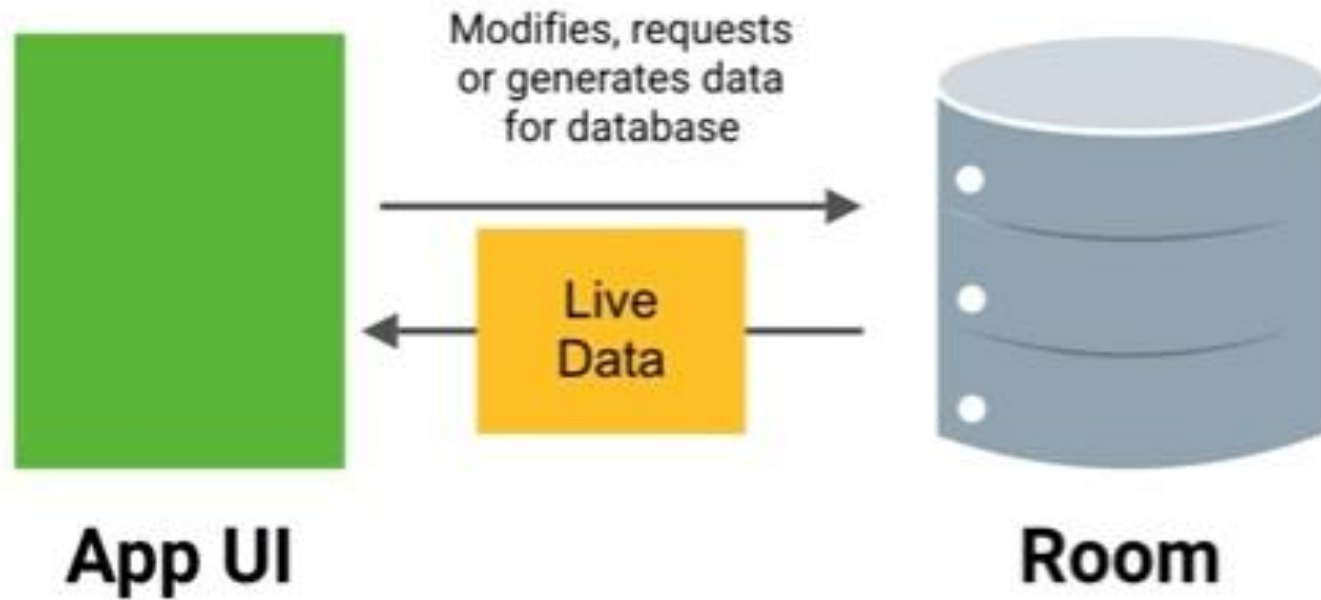 Modifies, requests
or generates data
for database
Live
Data
App UI
Room